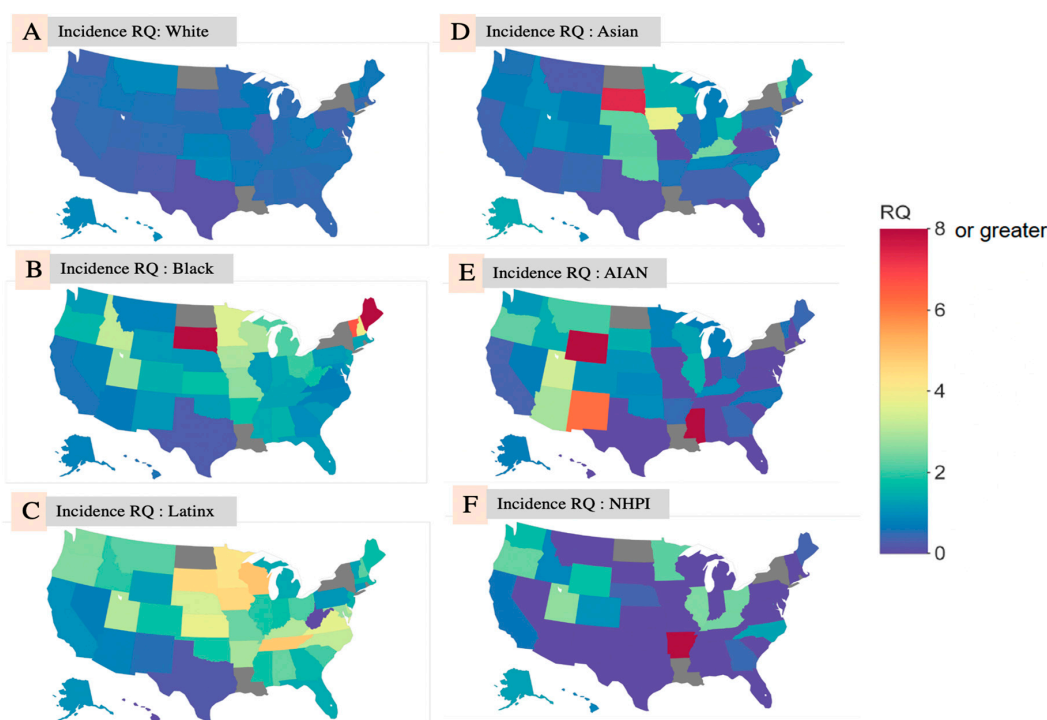 A Incidence RQ: White
D Incidence RQ : Asian
B Incidence RQ : Black
E Incidence RQ : AIAN
C Incidence RQ : Latinx
F Incidence RQ : NHPI
RQ
8 or greater
6
4
2
0